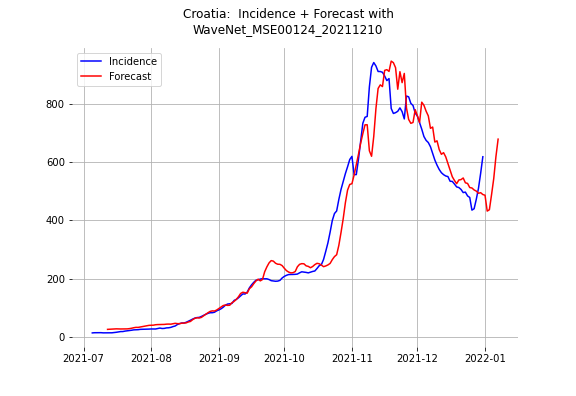 Croatia:  Incidence + Forecast with
WaveNet_MSE00124_20211210
Incidence
Forecast
800
600
400
200
0
2021-07 2021-08 2021-09 2021-10 2021-11 2021-12 2022-01